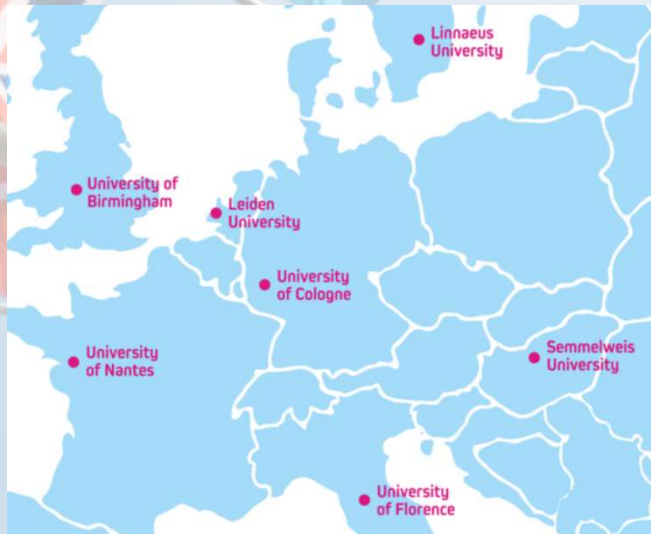 Linnaeus
University
University of
Birmingham
Leiden
University
University
of Cologne
University
of Nantes
Semmelweis
University
University
of Florence